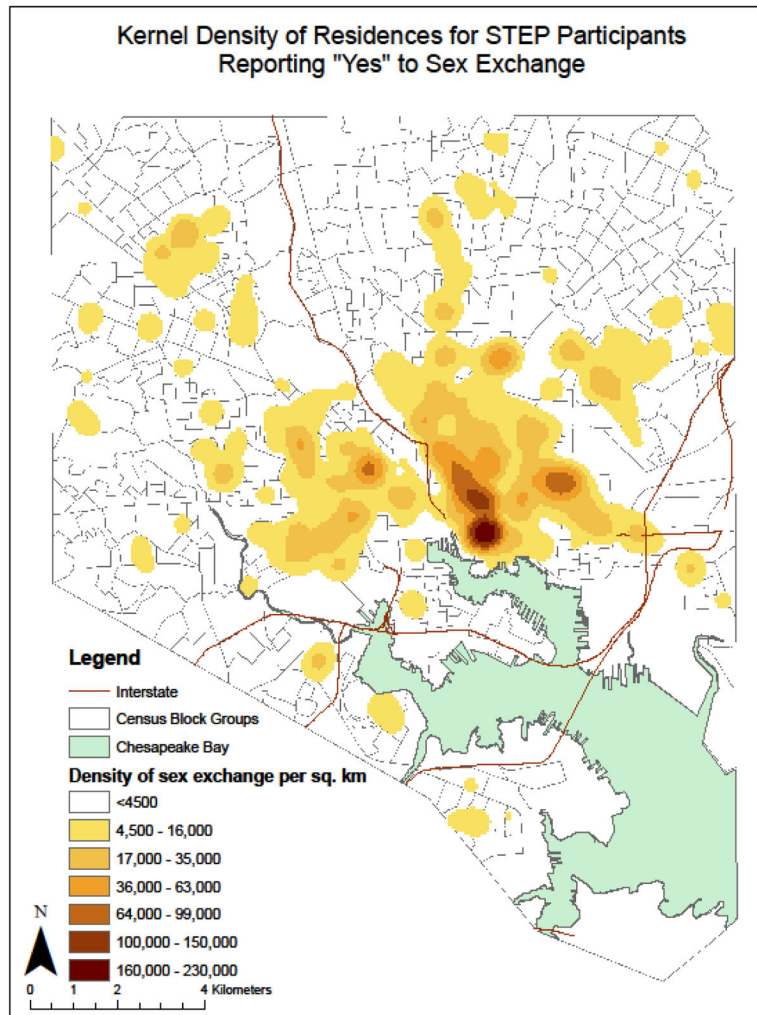 Kernel Density of Residences for STEP Participants
Reporting "Yes" to Sex Exchange
Legend
Interstate
Census Block Groups
Chesapeake Bay
Density of sex exchange per sq. km
<4500
4,500 - 16,000
17,000 - 35,000
36,000 - 63,000
64,000 - 99,000
100,000 - 150,000
160,000 - 230,000
N
0 1 2 4 Kilometers